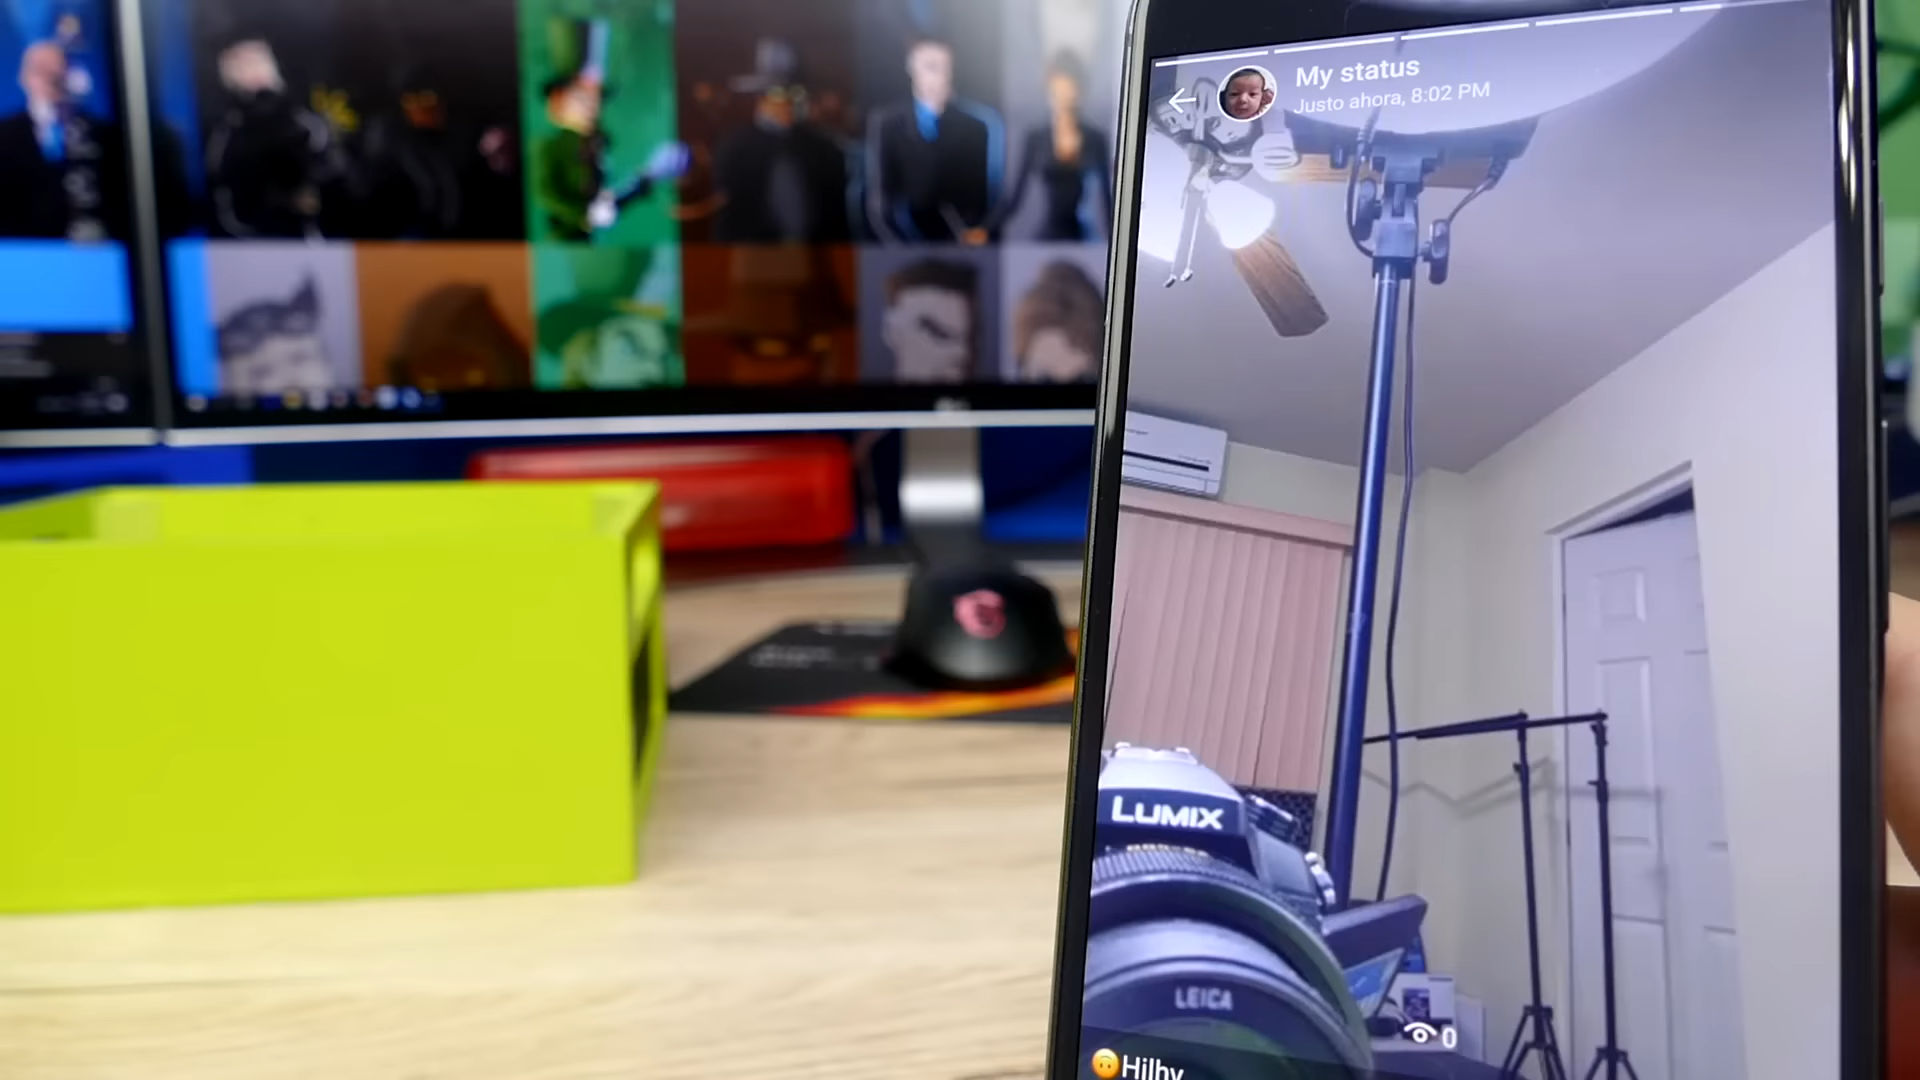 My status
Justo ahora, 8:02 PM
LUMIX
LEICA
0
🙃Hilby